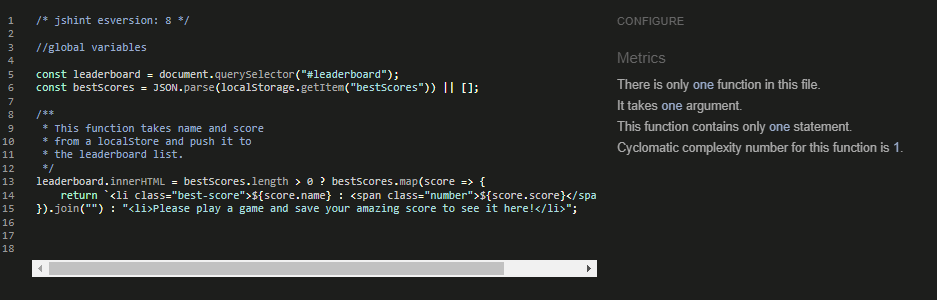 1 /* jshint esversion: 8 */
2
3 //global variables
4
5 const leaderboard = document.querySelector("#leaderboard");
6 const bestScores = JSON.parse(localStorage.getItem("bestScores")) || [];
7
8 /**
9 * This function takes name and score
10 * from a localStore and push it to
11 * the leaderboard list.
12 */
13 leaderboard.innerHTML = bestScores.length > 0 ? bestScores.map(score => {
14 return `<li class="best-score">${score.name} : <span class="number">${score.score}</spa
15 }).join("") : "<li>Please play a game and save your amazing score to see it here!</li>";
16
17
18
CONFIGURE
Metrics
There is only one function in this file.
It takes one argument.
This function contains only one statement.
Cyclomatic complexity number for this function is 1.